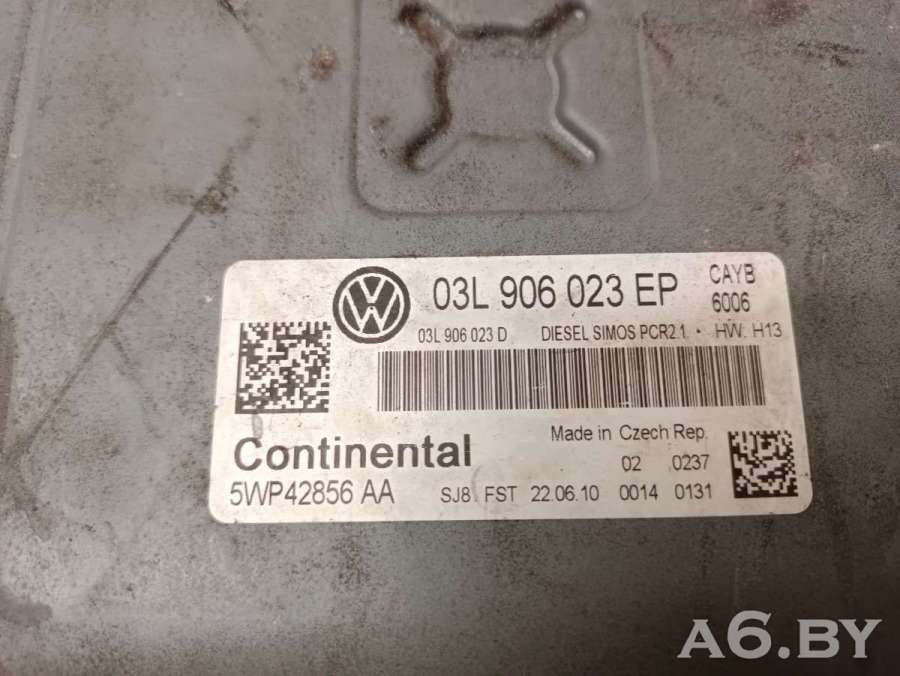 03L 906 023 EP CAYB
6006
03L 906 023 D DIESEL SIMOS PCR2.1 • HW: H13
Continental Made in Czech Rep.
02 0237
5WP42856 AA SJ8 FST 22.06.10 0014 0131
A6.BY